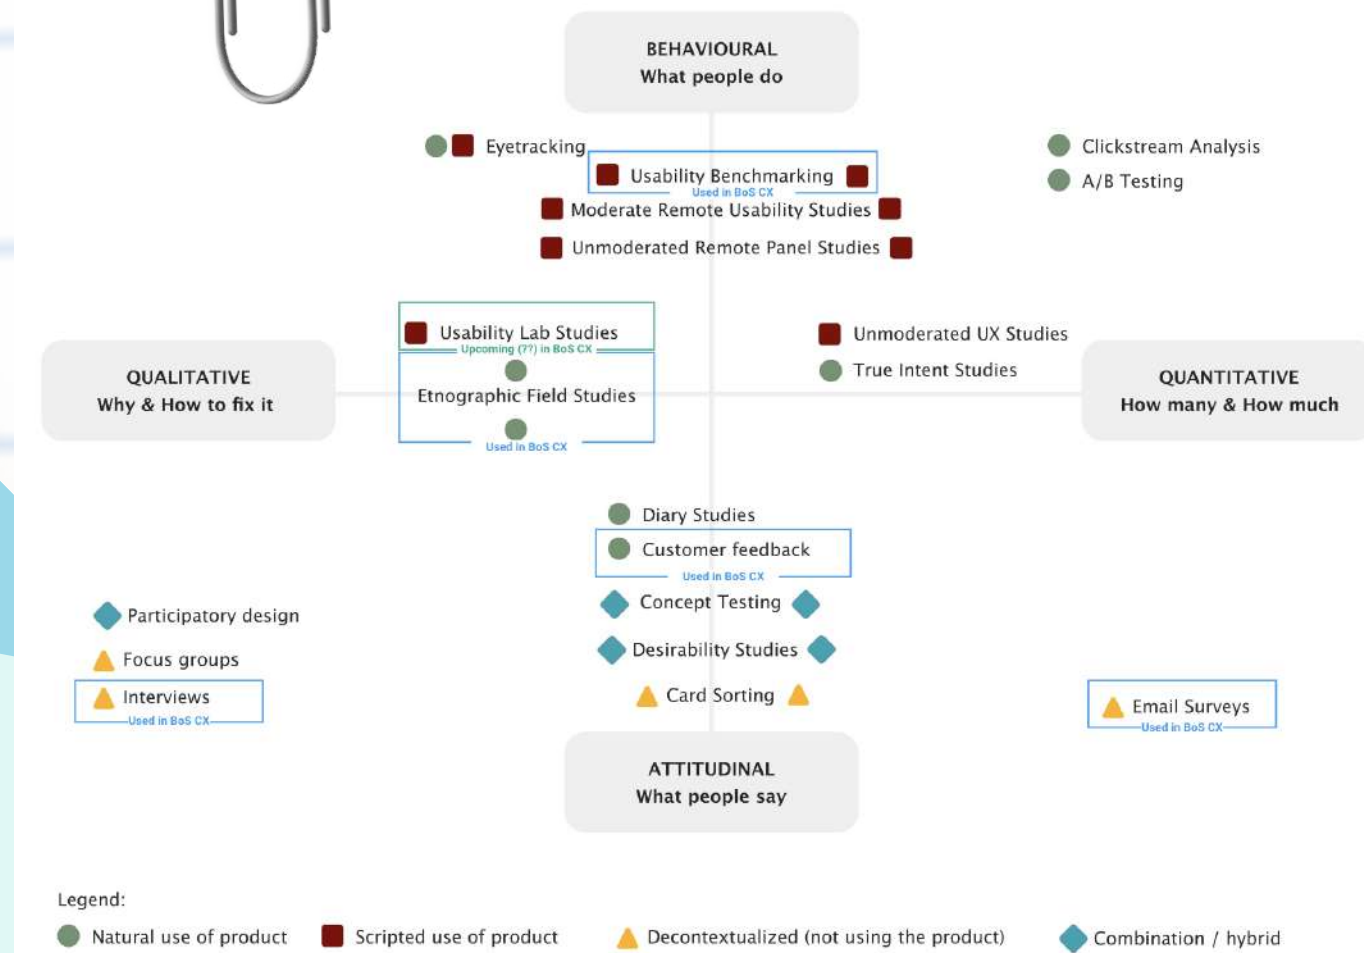 BEHAVIOURAL
What people do
Eyetracking
Clickstream Analysis
Usability Benchmarking
A/B Testing
Used in BoS CX
Moderate Remote Usability Studies
Unmoderated Remote Panel Studies
Usability Lab Studies
Unmoderated UX Studies
Upcoming (??) in BoS CX
QUALITATIVE
Why & How to fix it
True Intent Studies
QUANTITATIVE
How many & How much
Etnographic Field Studies
Used in BoS CX
Diary Studies
Customer feedback
Used in BoS CX
Concept Testing
Participatory design
Desirability Studies
Focus groups
Interviews
Used in BoS CX
Card Sorting
Email Surveys
Used in BoS CX
ATTITUDINAL
What people say
Legend:
Natural use of product
Scripted use of product
Decontextualized (not using the product)
Combination / hybrid